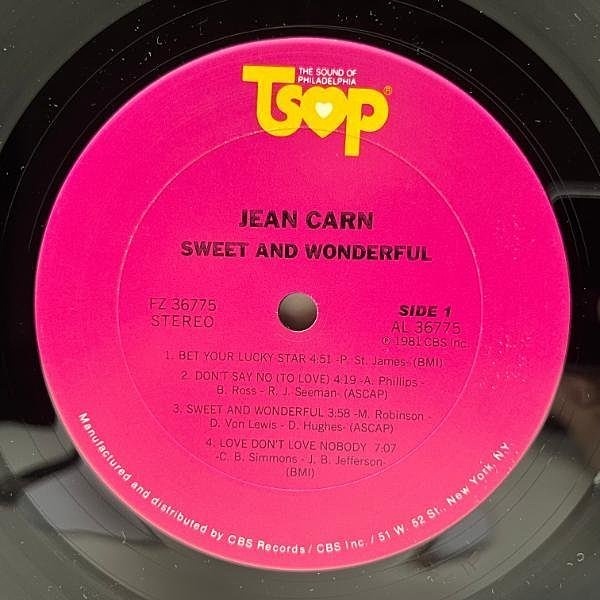 THE SOUND OF
PHILADELPHIA
TSOP®
JEAN CARN
SWEET AND WONDERFUL
FZ 36775
STEREO
SIDE 1
AL 36775
℗ 1981 CBS Inc.
1. BET YOUR LUCKY STAR 4:51 -P. St. James- (BMI)
2. DON'T SAY NO (TO LOVE) 4:19 -A. Phillips -
B. Ross - R. J. Seeman- (ASCAP)
3. SWEET AND WONDERFUL 3:58 -M. Robinson -
D. Von Lewis - D. Hughes- (ASCAP)
4. LOVE DON'T LOVE NOBODY 7:07
-C. B. Simmons - J. B. Jefferson-
(BMI)
Manufactured and distributed by CBS Records / CBS Inc. / 51 W. 52 St., New York, NY